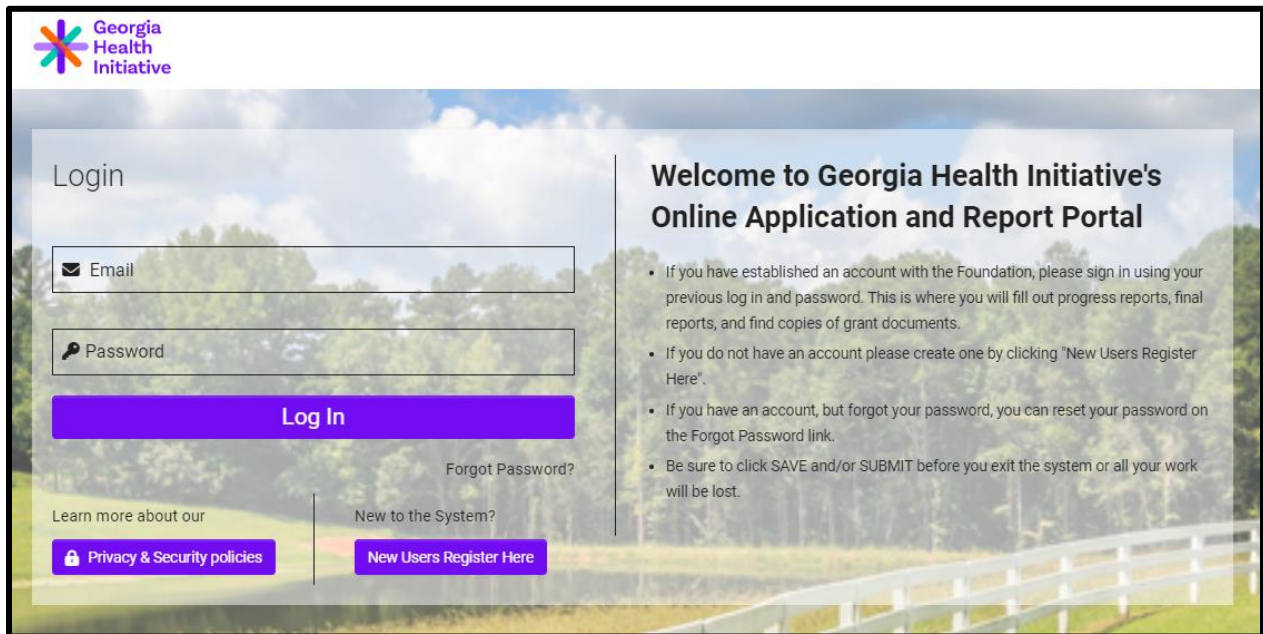 Georgia
Health
Initiative
Login
Email
Password
Log In
Forgot Password?
Learn more about our
Privacy & Security policies
New to the System?
New Users Register Here
Welcome to Georgia Health Initiative's
Online Application and Report Portal
• If you have established an account with the Foundation, please sign in using your
previous log in and password. This is where you will fill out progress reports, final
reports, and find copies of grant documents.
• If you do not have an account please create one by clicking "New Users Register
Here".
• If you have an account, but forgot your password, you can reset your password on
the Forgot Password link.
• Be sure to click SAVE and/or SUBMIT before you exit the system or all your work
will be lost.